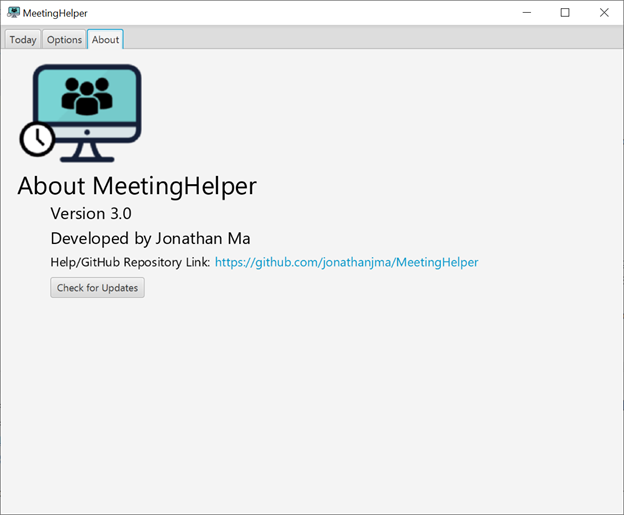 MeetingHelper
Today Options About
About MeetingHelper
Version 3.0
Developed by Jonathan Ma
Help/GitHub Repository Link: https://github.com/jonathanjma/MeetingHelper
Check for Updates